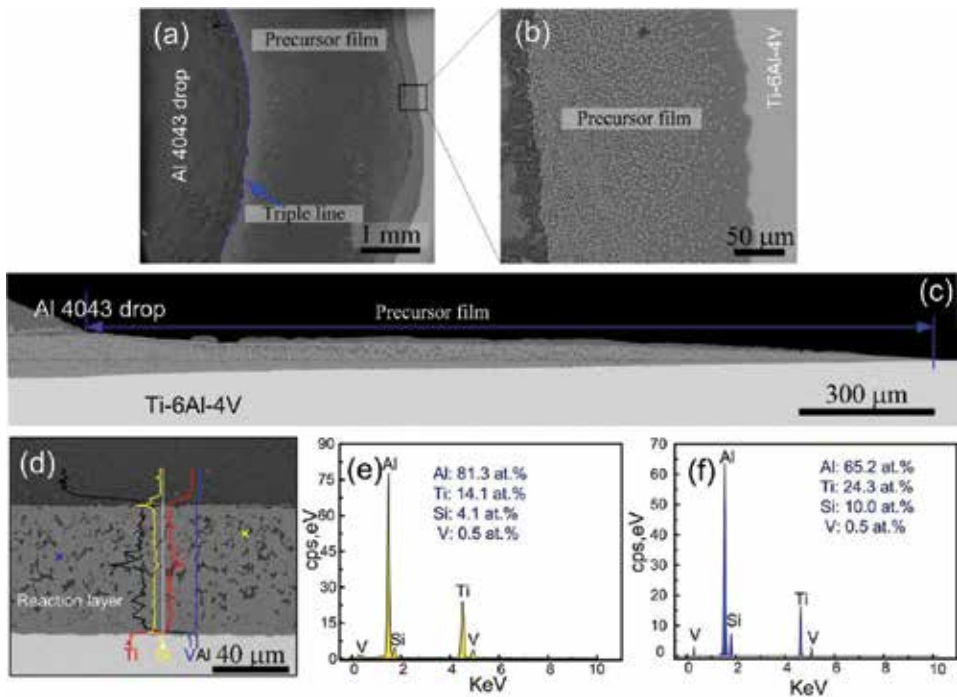 (a)
Precursor film
Al 4043 drop
Triple line
1 mm
(b)
Precursor film
Ti-6Al-4V
50 μm
(c)
Al 4043 drop
Precursor film
Ti-6Al-4V
300 μm
(d)
Reaction layer
Ti
V
Al
40 μm
(e)
cps,eV
90
75
60
45
30
15
0
Al
Al: 81.3 at.%
Ti: 14.1 at.%
Si: 4.1 at.%
V: 0.5 at.%
V
Si
Ti
V
0 2 4 6 8 10
KeV
(f)
cps,eV
70
60
50
40
30
20
10
0
Al
Al: 65.2 at.%
Ti: 24.3 at.%
Si: 10.0 at.%
V: 0.5 at.%
V
Si
Ti
V
0 2 4 6 8 10
KeV